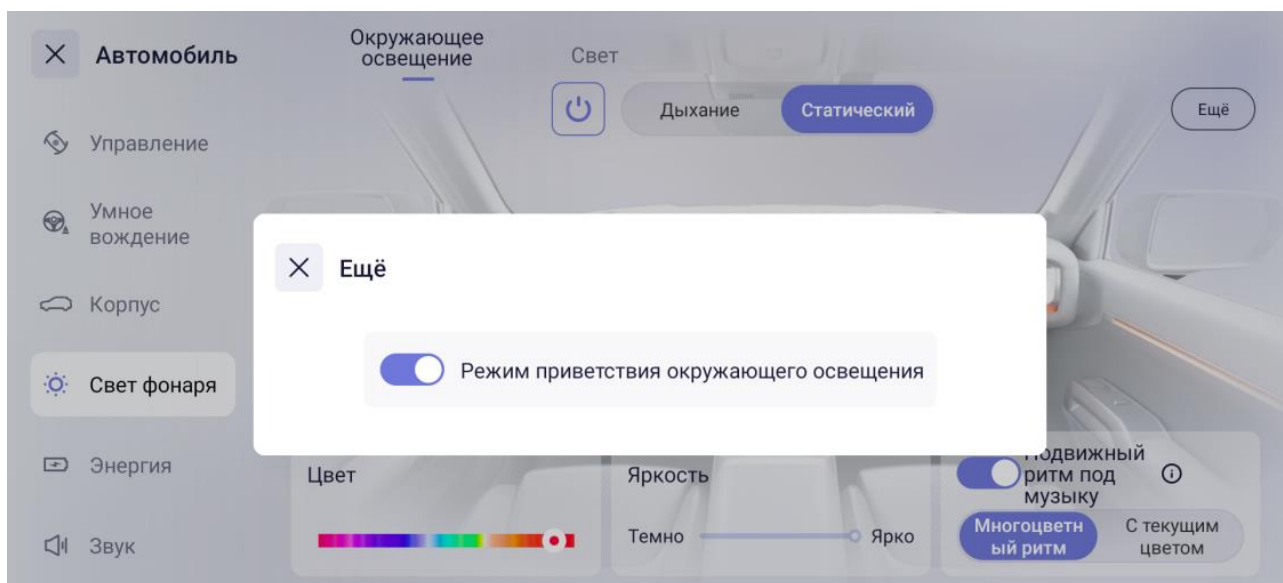 Автомобиль
Окружающее
освещение
Свет
Дыхание
Статический
Ещё
Управление
Умное
вождение
Корпус
Свет фонаря
Энергия
Звук
Ещё
Режим приветствия окружающего освещения
Цвет
Яркость
Темно
Ярко
Подвижный
ритм под
музыку
Многоцветн
ый ритм
С текущим
цветом